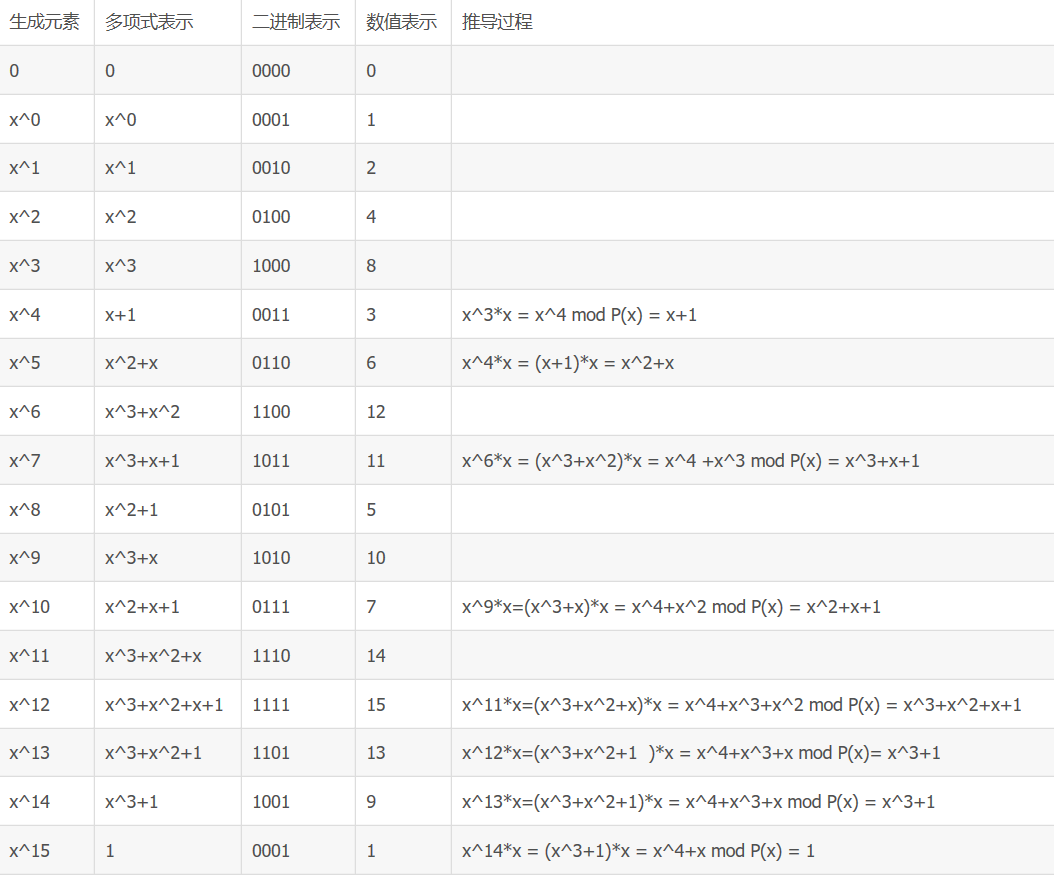 生成元素 多项式表示 二进制表示 数值表示 推导过程
0 0 0000 0
x^0 x^0 0001 1
x^1 x^1 0010 2
x^2 x^2 0100 4
x^3 x^3 1000 8
x^4 x+1 0011 3 x^3*x = x^4 mod P(x) = x+1
x^5 x^2+x 0110 6 x^4*x = (x+1)*x = x^2+x
x^6 x^3+x^2 1100 12
x^7 x^3+x+1 1011 11 x^6*x = (x^3+x^2)*x = x^4 +x^3 mod P(x) = x^3+x+1
x^8 x^2+1 0101 5
x^9 x^3+x 1010 10
x^10 x^2+x+1 0111 7 x^9*x=(x^3+x)*x = x^4+x^2 mod P(x) = x^2+x+1
x^11 x^3+x^2+x 1110 14
x^12 x^3+x^2+x+1 1111 15 x^11*x=(x^3+x^2+x)*x = x^4+x^3+x^2 mod P(x) = x^3+x^2+x+1
x^13 x^3+x^2+1 1101 13 x^12*x=(x^3+x^2+1  )*x = x^4+x^3+x mod P(x)= x^3+1
x^14 x^3+1 1001 9 x^13*x=(x^3+x^2+1)*x = x^4+x^3+x mod P(x) = x^3+1
x^15 1 0001 1 x^14*x = (x^3+1)*x = x^4+x mod P(x) = 1